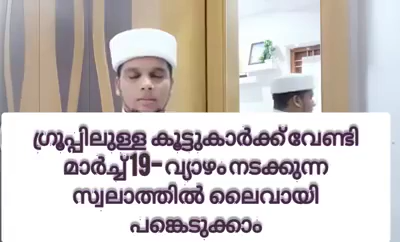 ഗ്രൂപ്പിലുള്ള കൂട്ടുകാർക്ക് വേണ്ടി
മാർച്ച് 19- വ്യാഴം നടക്കുന്ന
സ്വലാത്തിൽ ലൈവായി
പങ്കെടുക്കാം